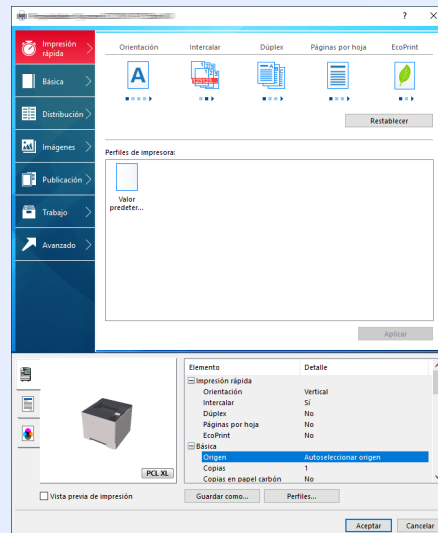 ? X
Impresión
rápida
Orientación Intercalar Dúplex Páginas por hoja EcoPrint
A
123123
Básica
Distribución
Restablecer
Imágenes
Perfiles de impresora:
Publicación
Valor
predeter...
Trabajo
Avanzado
Aplicar
Elemento Detalle
Impresión rápida
Orientación Vertical
Intercalar Sí
Dúplex No
Páginas por hoja No
EcoPrint No
Básica
Origen Autoseleccionar origen
Copias 1
Copias en papel carbón No
PCL XL
Vista previa de impresión Guardar como... Perfiles...
Aceptar Cancelar